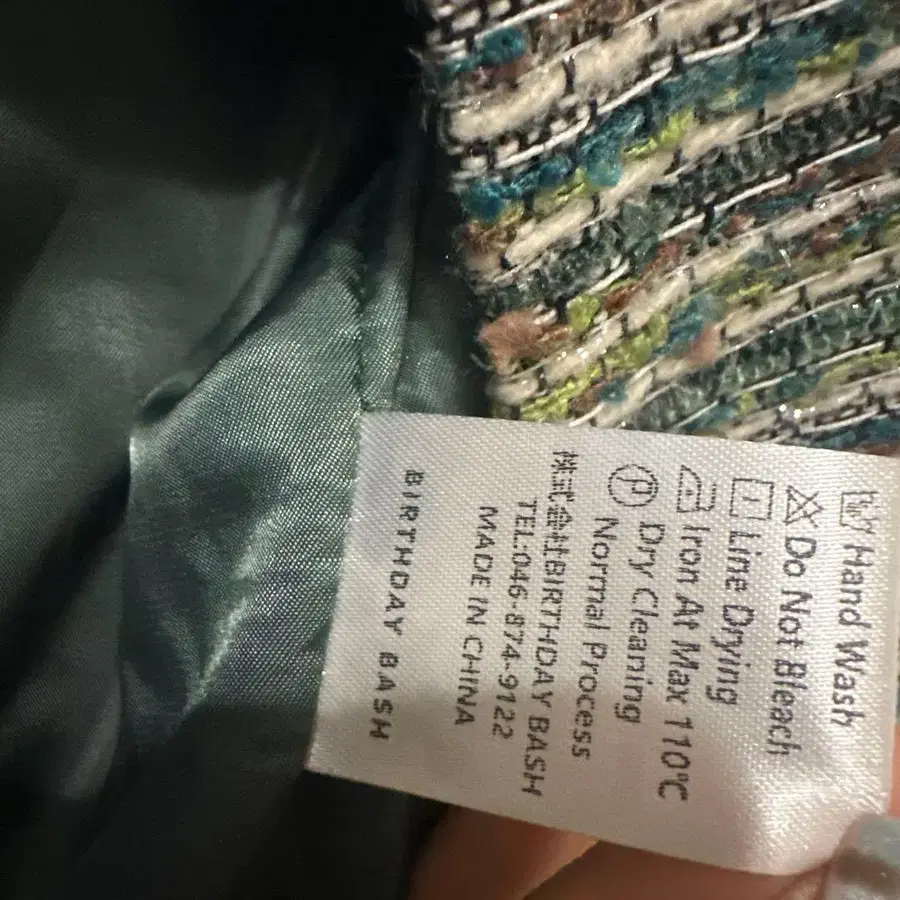 Hand Wash
Do Not Bleach
Line Drying
Iron At Max 110℃
Dry Cleaning
Normal Process
株式会社BIRTHDAY BASH
TEL:046-874-9122
MADE IN CHINA
BIRTHDAY BASH